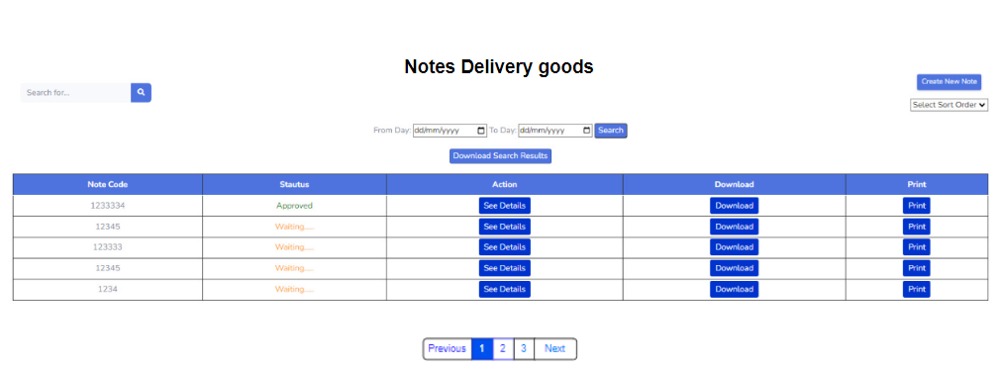 Notes Delivery goods
Create New Note
Search for...
Select Sort Order
From Day: dd/mm/yyyy To Day: dd/mm/yyyy Search
Download Search Results
Note Code Stautus Action Download Print
1233334 Approved See Details Download Print
12345 Waiting..... See Details Download Print
123333 Waiting..... See Details Download Print
12345 Waiting..... See Details Download Print
1234 Waiting..... See Details Download Print
Previous 1 2 3 Next